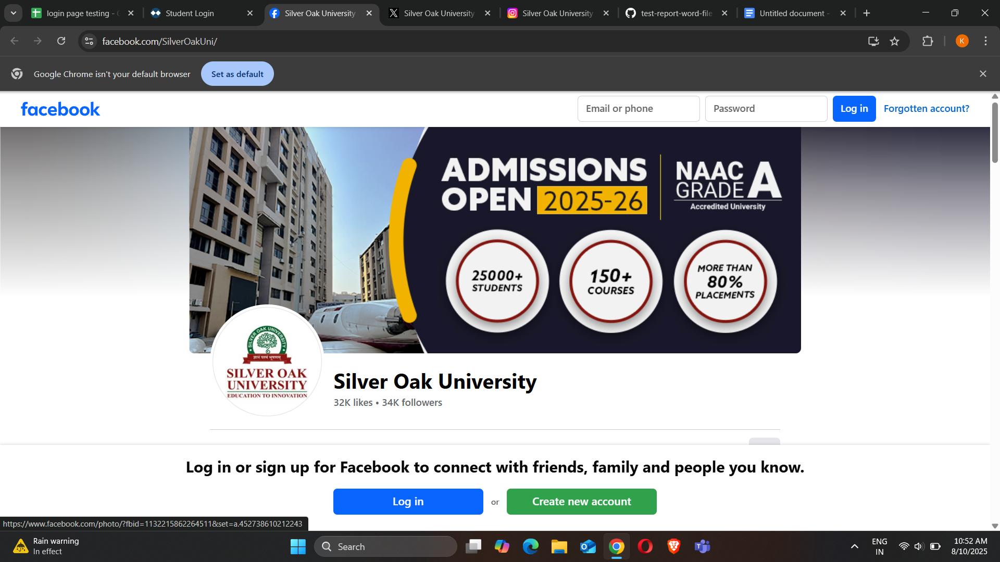 login page testing -
Student Login
Silver Oak University
Silver Oak University
Silver Oak University
test-report-word-file
Untitled document -
facebook.com/SilverOakUni/
K
Google Chrome isn't your default browser
Set as default
facebook
Email or phone
Password
Log in
Forgotten account?
ADMISSIONS
OPEN 2025-26
NAAC
GRADE A
Accredited University
25000+
STUDENTS
150+
COURSES
MORE THAN
80%
PLACEMENTS
SILVER OAK UNIVERSITY
ज्ञान परमं भूषणम्
SILVER OAK
UNIVERSITY
EDUCATION TO INNOVATION
Silver Oak University
32K likes • 34K followers
Log in or sign up for Facebook to connect with friends, family and people you know.
Log in
or
Create new account
https://www.facebook.com/photo/?fbid=1132215862264511&set=a.452738610212243
Rain warning
In effect
Search
ENG
IN
10:52 AM
8/10/2025